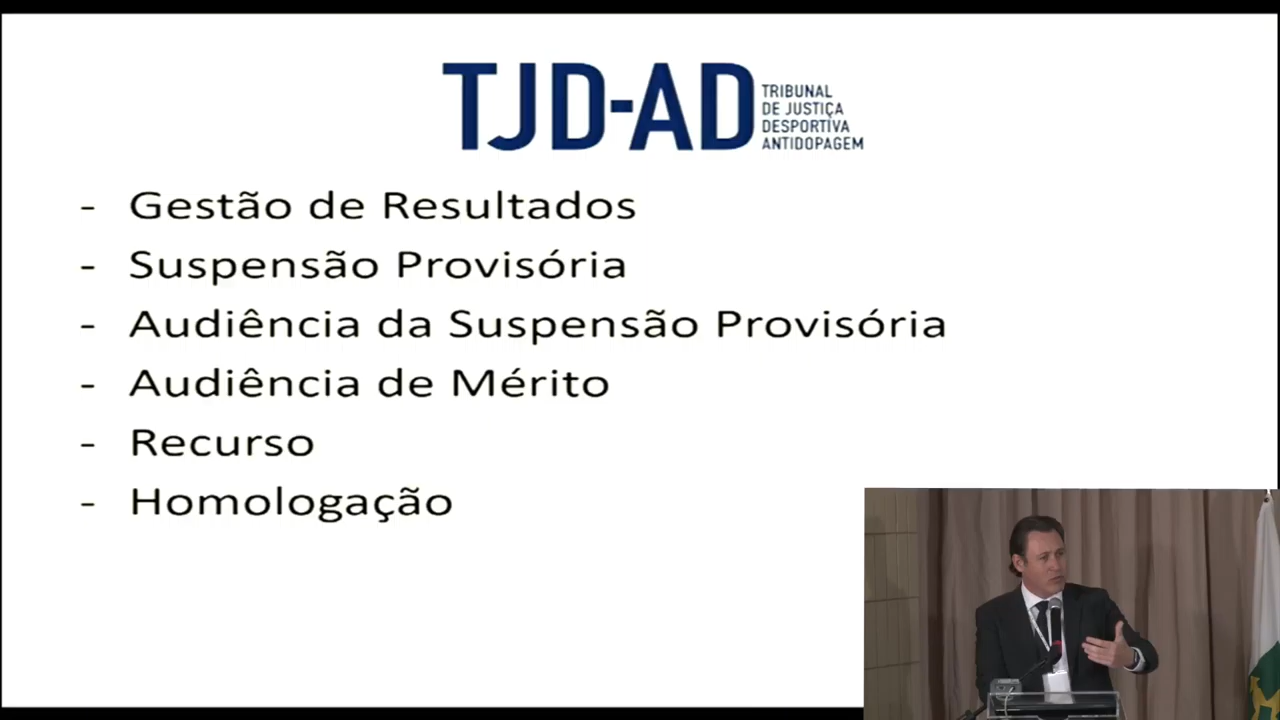 TJD-AD
TRIBUNAL
DE JUSTIÇA
DESPORTIVA
ANTIDOPAGEM
- Gestão de Resultados
- Suspensão Provisória
- Audiência da Suspensão Provisória
- Audiência de Mérito
- Recurso
- Homologação